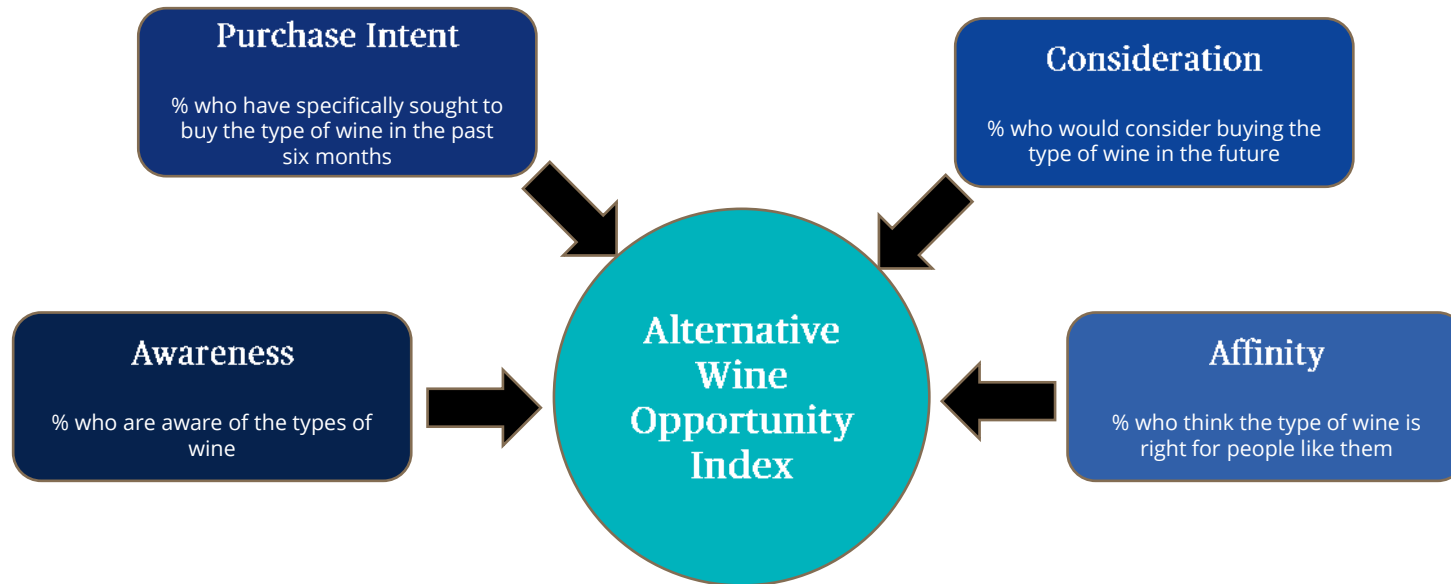 Purchase Intent
% who have specifically sought to
buy the type of wine in the past
six months
Consideration
% who would consider buying the
type of wine in the future
Awareness
% who are aware of the types of
wine
Alternative
Wine
Opportunity
Index
Affinity
% who think the type of wine is
right for people like them